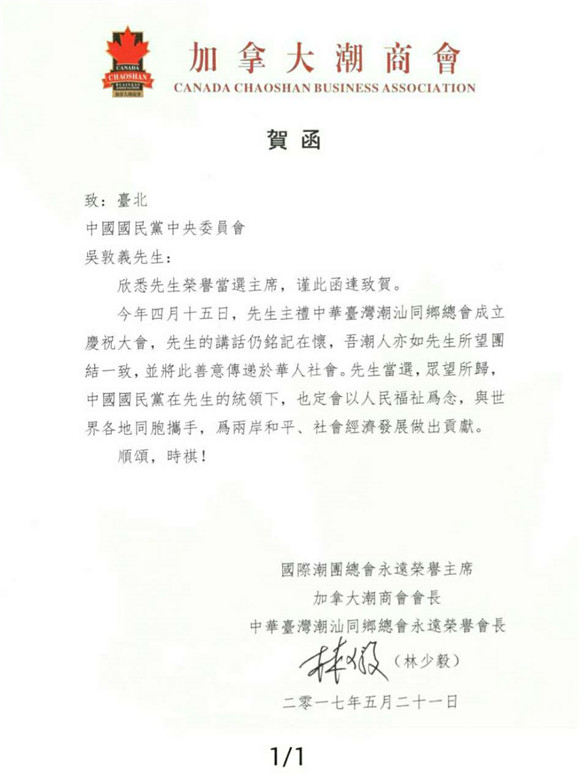 加拿大潮商會
CANADA CHAOSHAN BUSINESS ASSOCIATION
CANADA
CHAOSHAN
BUSINESS
賀函
致：臺北
中國國民黨中央委員會
吳敦義先生：
欣悉先生榮譽當選主席，谨此函達致賀。
今年四月十五日，先生主禮中華臺灣潮汕同鄉總會成立
慶祝大會，先生的講話仍銘記在懷，吾潮人亦如先生所望團
結一致，並將此善意傳递於華人社會。先生當選，眾望所歸，
中國國民黨在先生的統領下，也定會以人民福祉爲念，與世
界各地同胞攜手，爲兩岸和平、社會經濟發展做出貢獻。
順頌，時祺！
國際潮團總會永遠榮譽主席
加拿大潮商會會長
中華臺灣潮汕同鄉總會永遠榮譽會長
（林少毅）
二零一七年五月二十一日
1/1